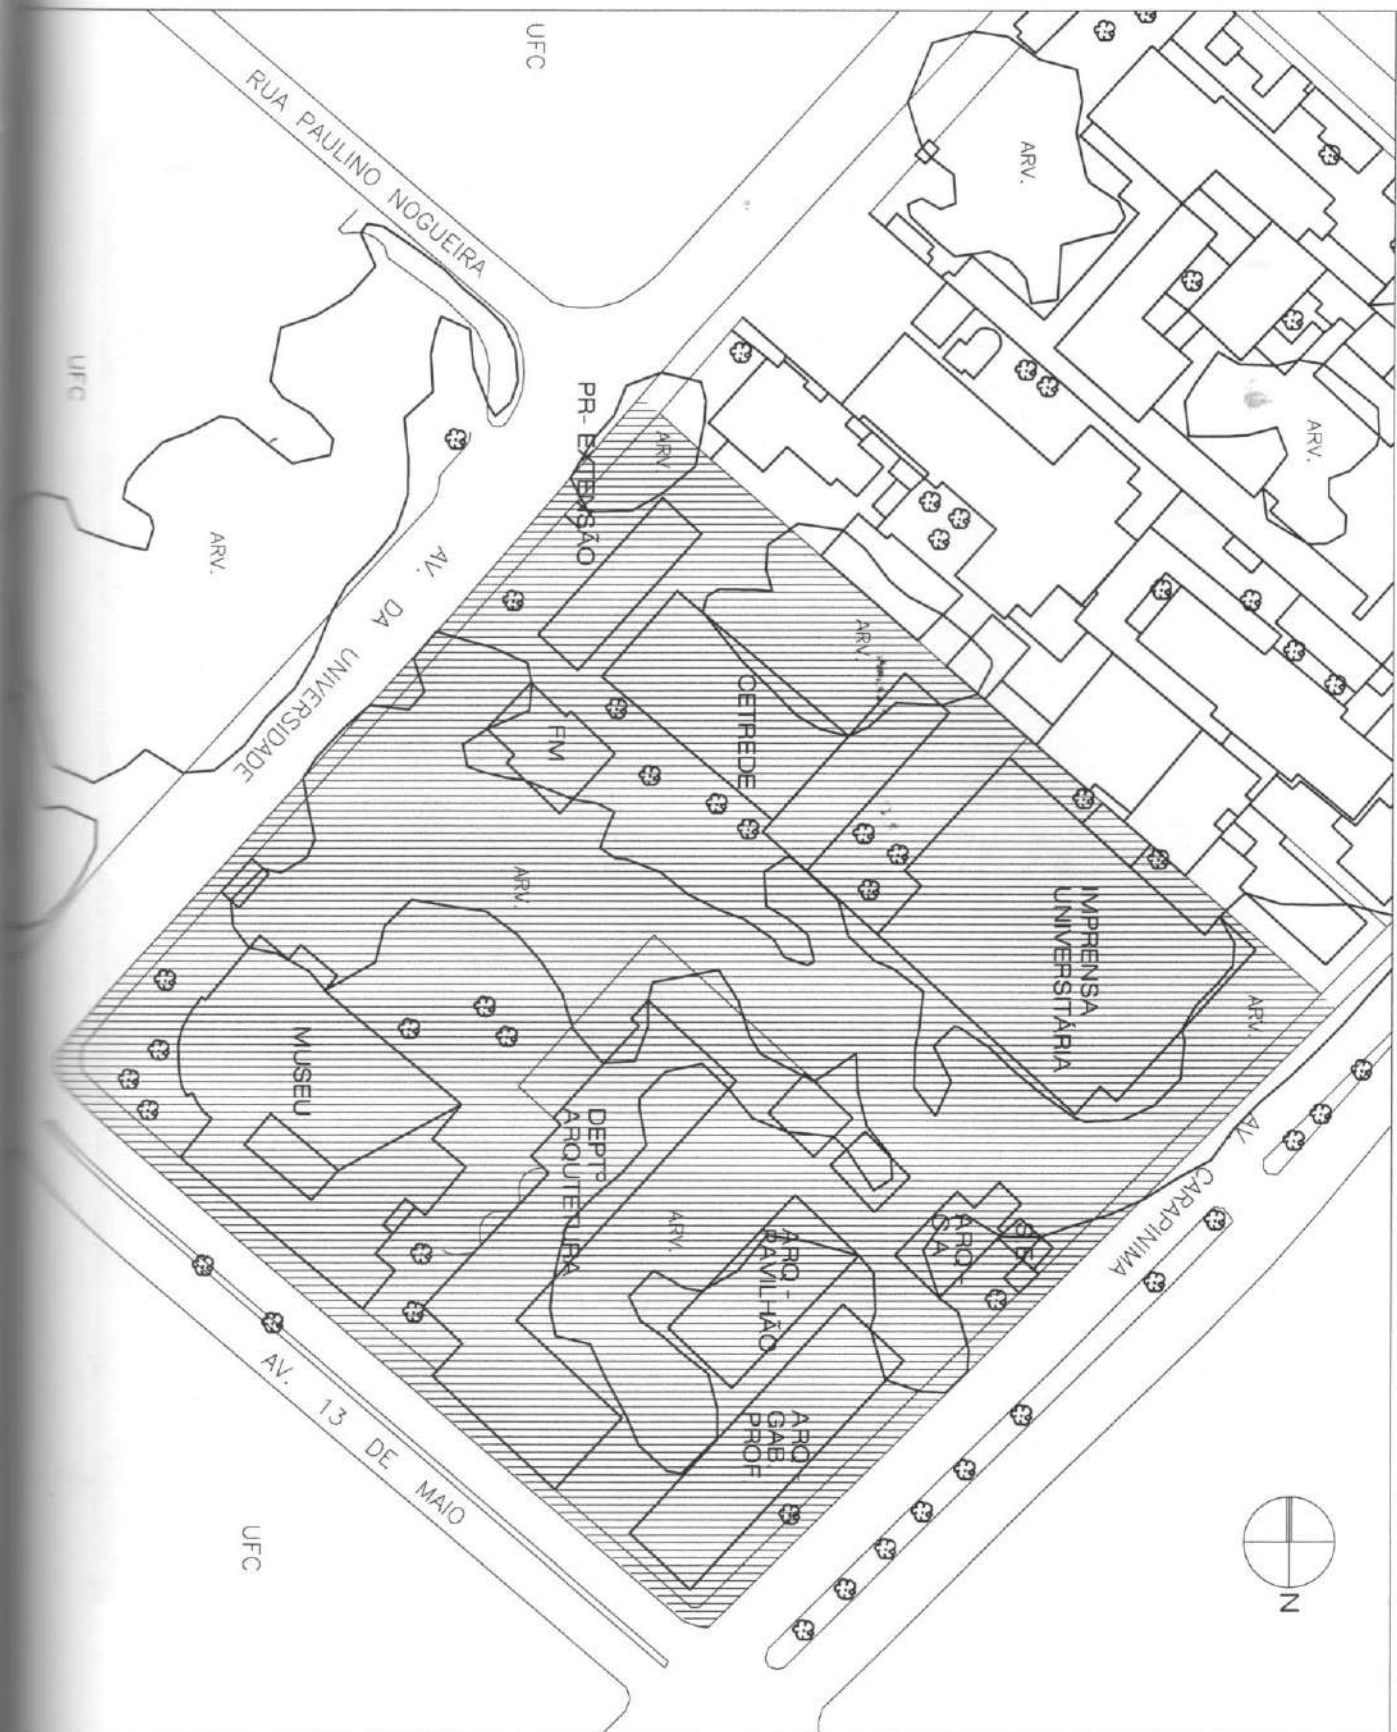 UFC
RUA PAULINO NOGUEIRA
ARV.
UFC
PR- EXTENSÃO
ARV.
ARV.
ARV.
AV. DA UNIVERSIDADE
ARV.
CETREDE
FM
ARV.
IMPRENSA
UNIVERSITÁRIA
ARV.
MUSEU
DEPTº
ARQUITETURA
ARV.
ARQ -
PAVILHÃO
ARQ-
AV. CARAPINIMA
ARQ
GAB.
PROF.
AV. 13 DE MAIO
UFC
N